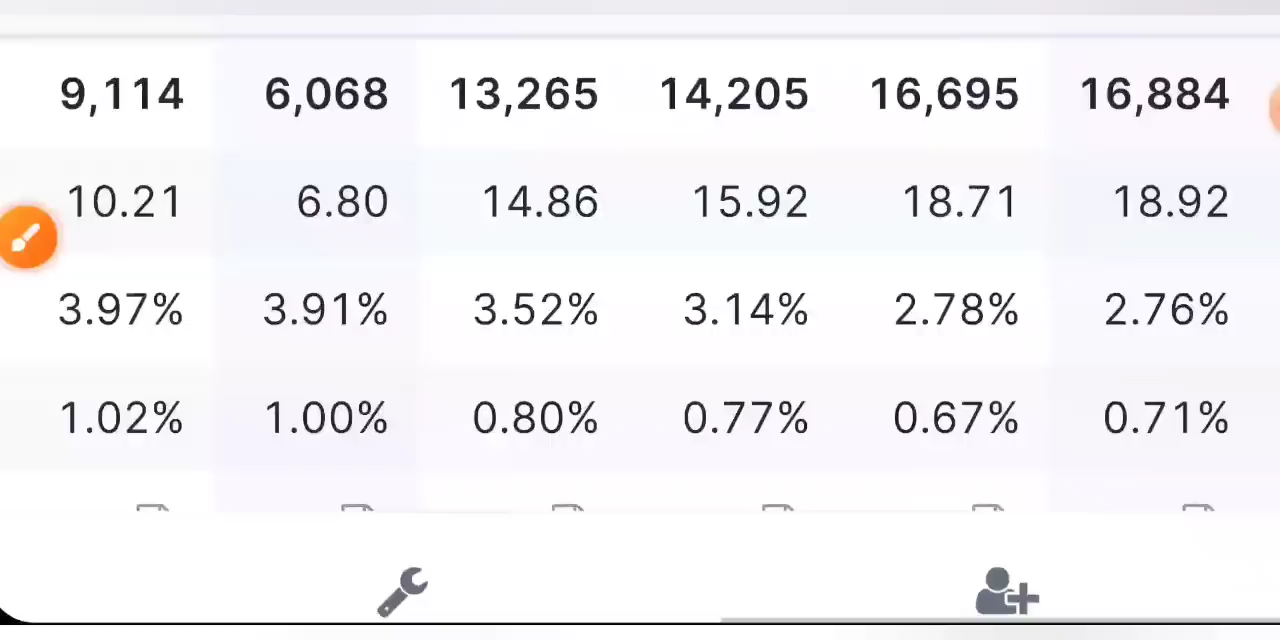 9,114 6,068 13,265 14,205 16,695 16,884
10.21 6.80 14.86 15.92 18.71 18.92
3.97% 3.91% 3.52% 3.14% 2.78% 2.76%
1.02% 1.00% 0.80% 0.77% 0.67% 0.71%